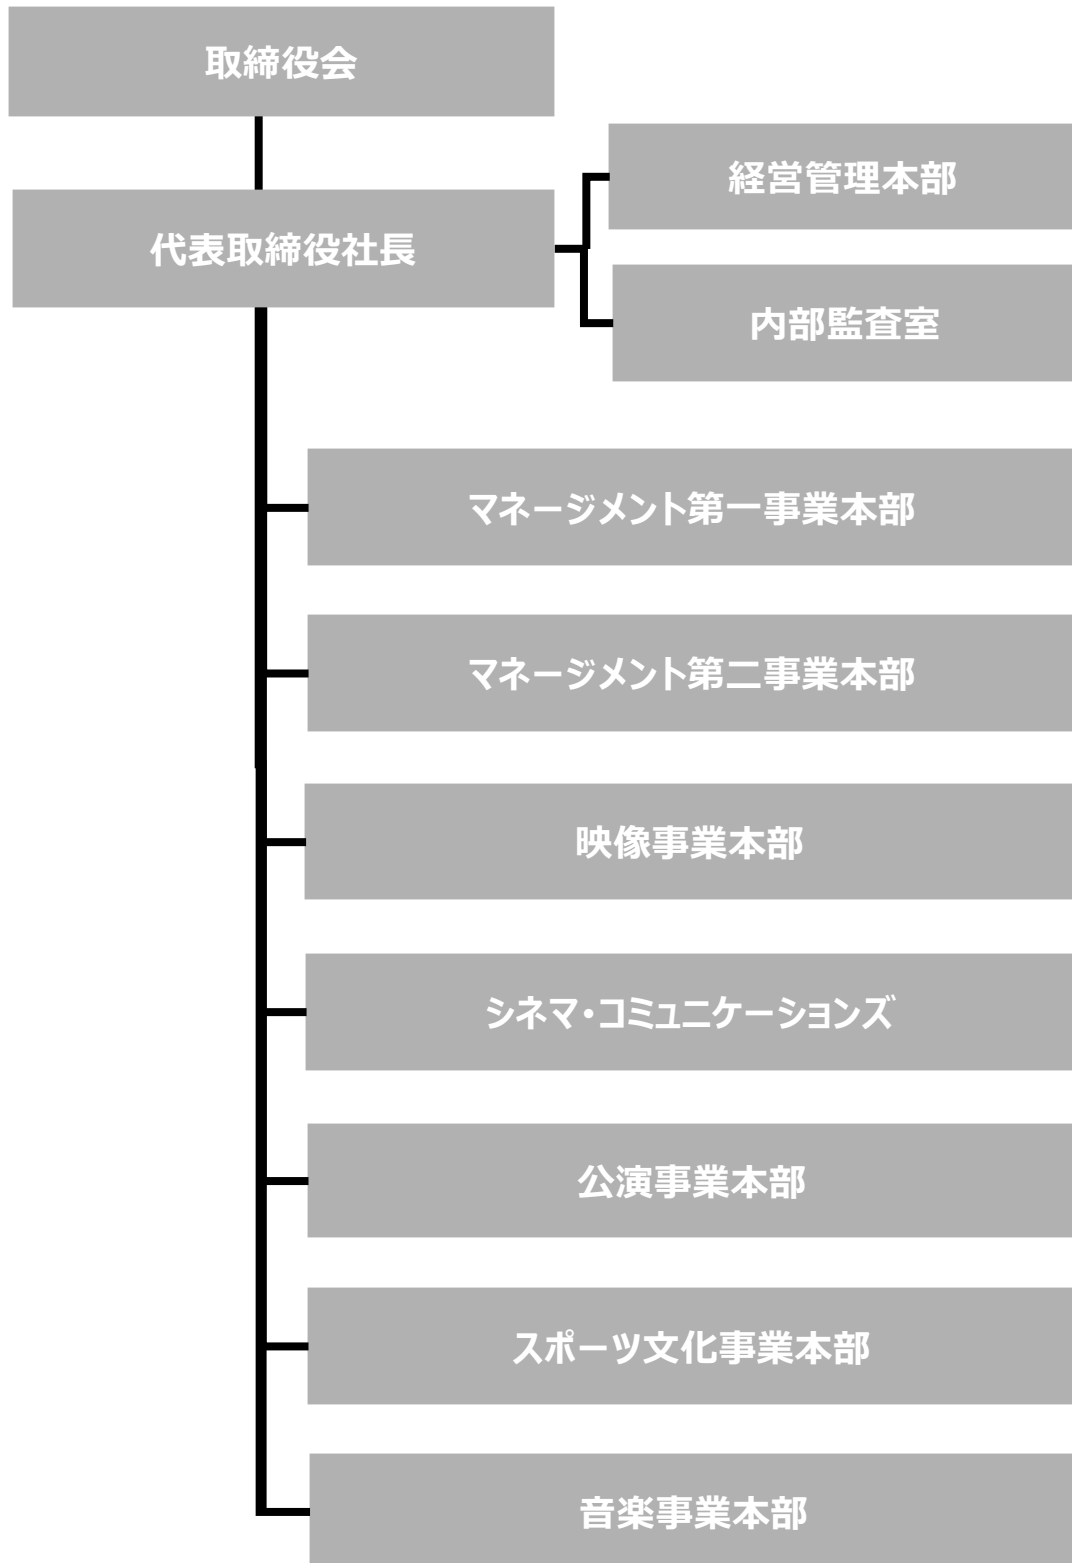 取締役会
経営管理本部
代表取締役社長
内部監査室
マネージメント第一事業本部
マネージメント第二事業本部
映像事業本部
シネマ・コミュニケーションズ
公演事業本部
スポーツ文化事業本部
音楽事業本部